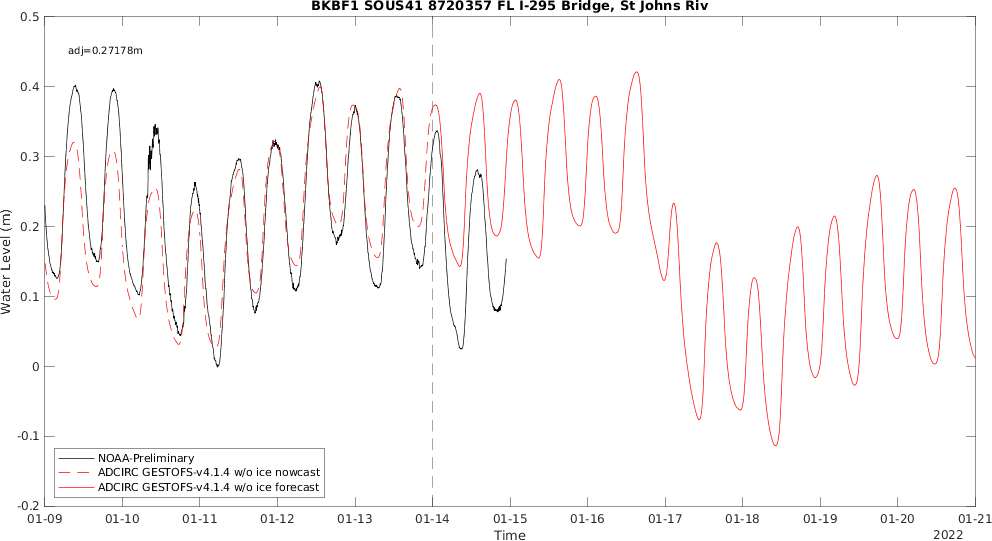 BKBF1 SOUS41 8720357 FL I-295 Bridge, St Johns Riv
adj=0.27178m
0.5
0.4
0.3
0.2
0.1
0
-0.1
-0.2
Water Level (m)
NOAA-Preliminary
ADCIRC GESTOFS-v4.1.4 w/o ice nowcast
ADCIRC GESTOFS-v4.1.4 w/o ice forecast
01-09 01-10 01-11 01-12 01-13 01-14 01-15 01-16 01-17 01-18 01-19 01-20 01-21
Time
2022